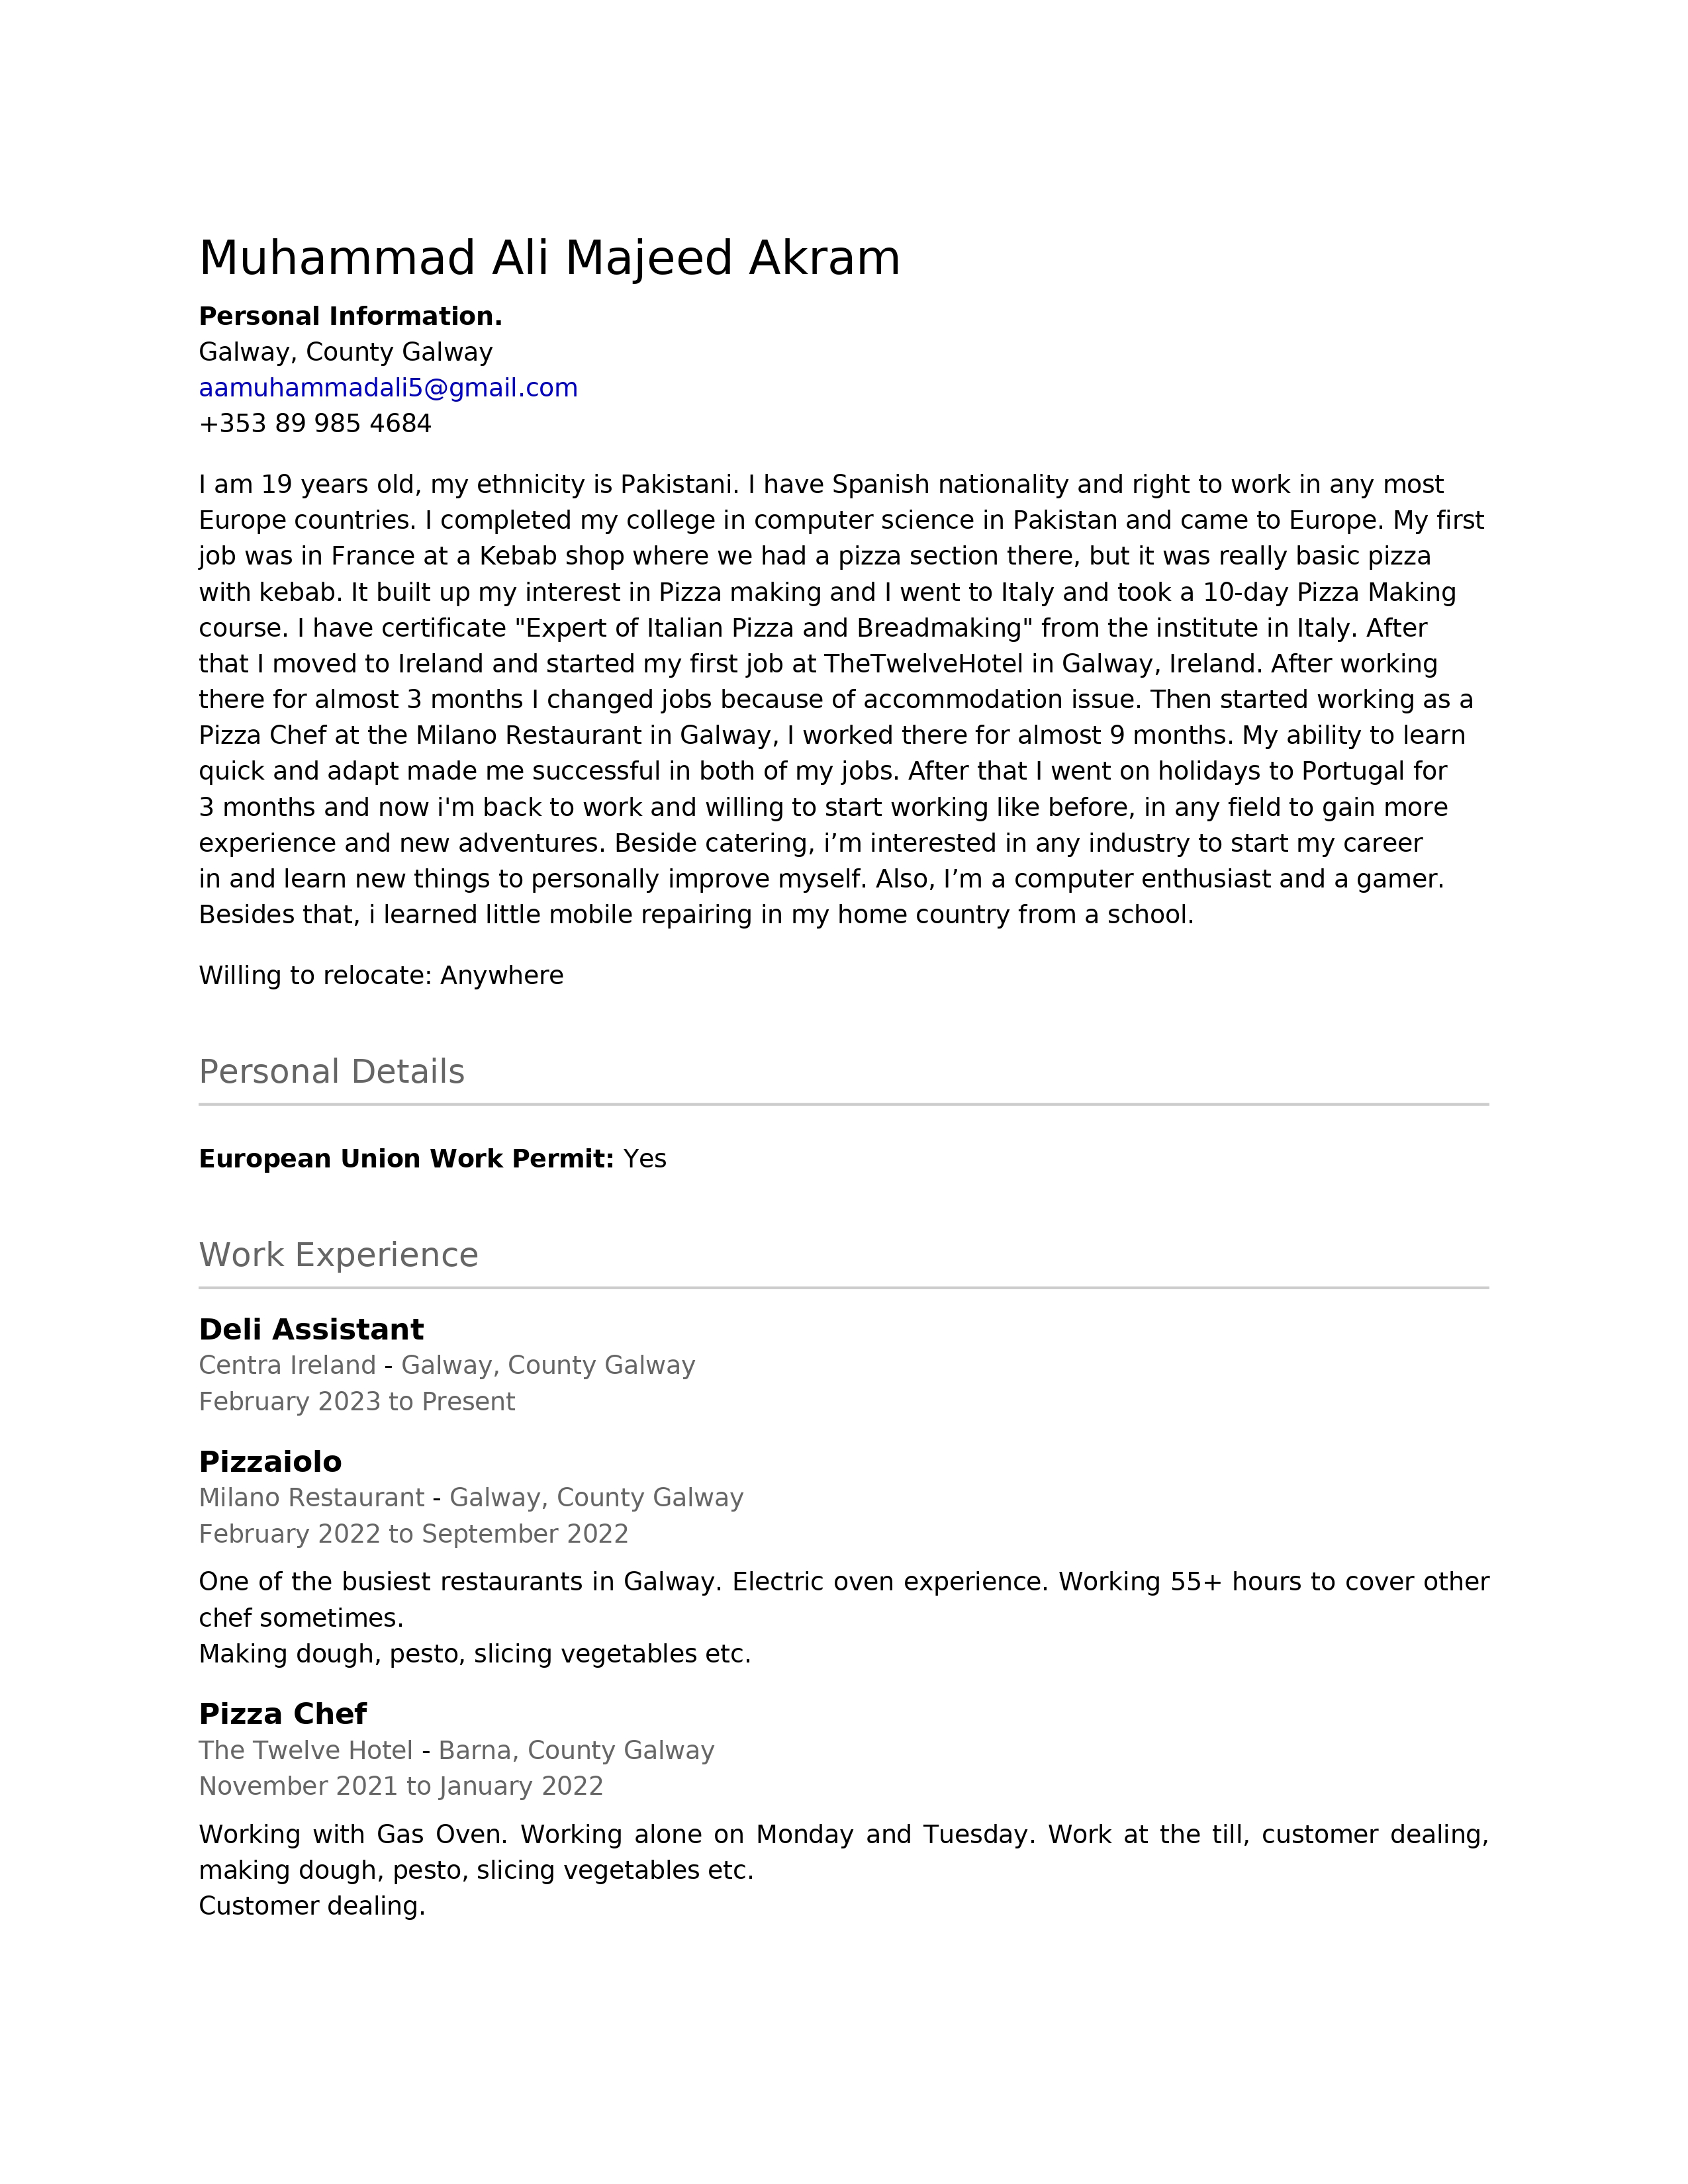 Muhammad Ali Majeed Akram
Personal Information.
Galway, County Galway
aamuhammadali5@gmail.com
+353 89 985 4684
I am 19 years old, my ethnicity is Pakistani. I have Spanish nationality and right to work in any most
Europe countries. I completed my college in computer science in Pakistan and came to Europe. My first
job was in France at a Kebab shop where we had a pizza section there, but it was really basic pizza
with kebab. It built up my interest in Pizza making and I went to Italy and took a 10-day Pizza Making
course. I have certificate "Expert of Italian Pizza and Breadmaking" from the institute in Italy. After
that I moved to Ireland and started my first job at TheTwelveHotel in Galway, Ireland. After working
there for almost 3 months I changed jobs because of accommodation issue. Then started working as a
Pizza Chef at the Milano Restaurant in Galway, I worked there for almost 9 months. My ability to learn
quick and adapt made me successful in both of my jobs. After that I went on holidays to Portugal for
3 months and now i'm back to work and willing to start working like before, in any field to gain more
experience and new adventures. Beside catering, i’m interested in any industry to start my career
in and learn new things to personally improve myself. Also, I’m a computer enthusiast and a gamer.
Besides that, i learned little mobile repairing in my home country from a school.
Willing to relocate: Anywhere
Personal Details
European Union Work Permit: Yes
Work Experience
Deli Assistant
Centra Ireland - Galway, County Galway
February 2023 to Present
Pizzaiolo
Milano Restaurant - Galway, County Galway
February 2022 to September 2022
One of the busiest restaurants in Galway. Electric oven experience. Working 55+ hours to cover other
chef sometimes.
Making dough, pesto, slicing vegetables etc.
Pizza Chef
The Twelve Hotel - Barna, County Galway
November 2021 to January 2022
Working with Gas Oven. Working alone on Monday and Tuesday. Work at the till, customer dealing,
making dough, pesto, slicing vegetables etc.
Customer dealing.